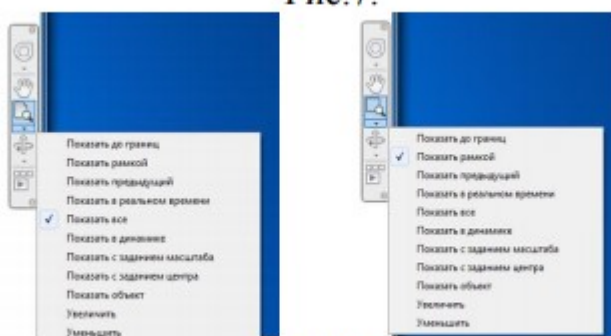 Рис.7.
Показать до границ
Показать рамкой
Показать предыдущий
Показать в реальном времени
Показать все
Показать в динамике
Показать с заданием масштаба
Показать с заданием центра
Показать объект
Увеличить
Уменьшить
Показать до границ
Показать рамкой
Показать предыдущий
Показать в реальном времени
Показать все
Показать в динамике
Показать с заданием масштаба
Показать с заданием центра
Показать объект
Увеличить
Уменьшить